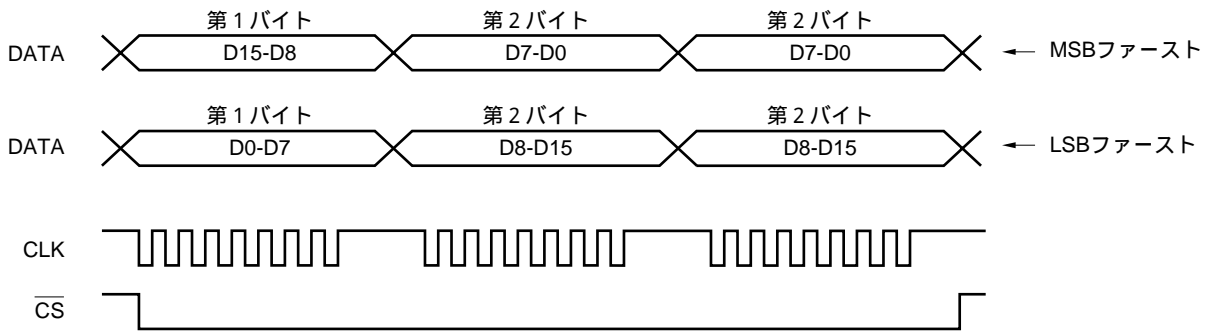 第1バイト 第2バイト 第2バイト
DATA D15-D8 D7-D0 D7-D0 ← MSBファースト
第1バイト 第2バイト 第2バイト
DATA D0-D7 D8-D15 D8-D15 ← LSBファースト
CLK
CS